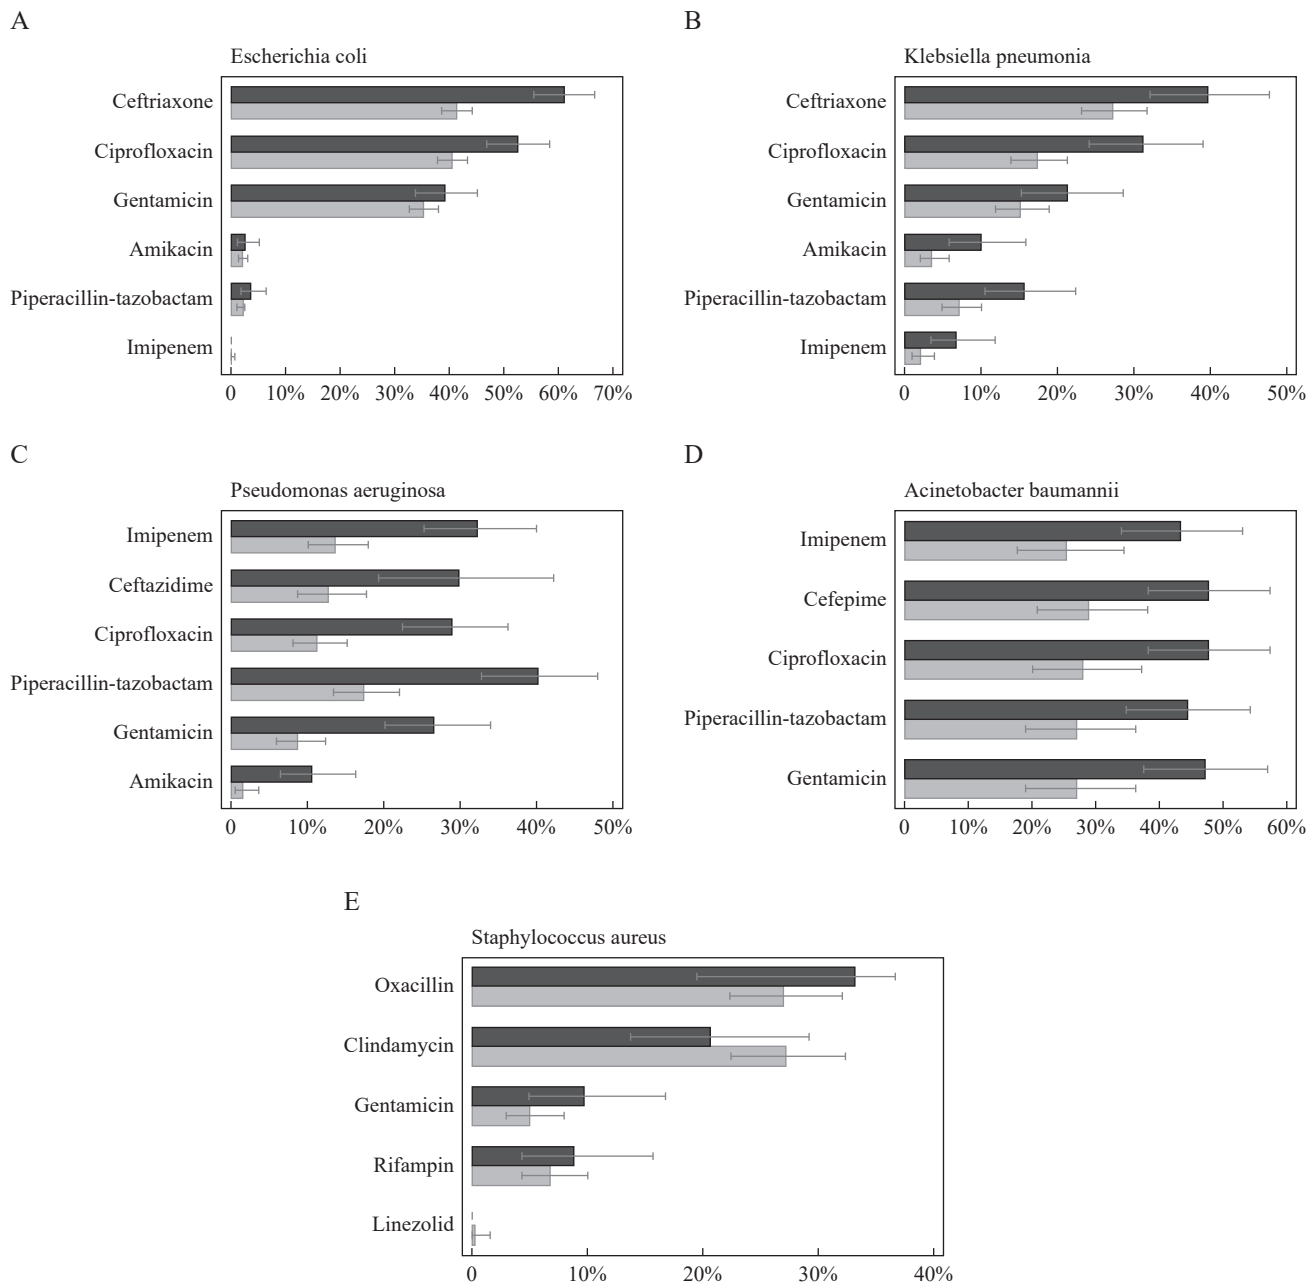 A
Escherichia coli
Ceftriaxone
Ciprofloxacin
Gentamicin
Amikacin
Piperacillin-tazobactam
Imipenem
0 10% 20% 30% 40% 50% 60% 70%
B
Klebsiella pneumonia
Ceftriaxone
Ciprofloxacin
Gentamicin
Amikacin
Piperacillin-tazobactam
Imipenem
0 10% 20% 30% 40% 50%
C
Pseudomonas aeruginosa
Imipenem
Ceftazidime
Ciprofloxacin
Piperacillin-tazobactam
Gentamicin
Amikacin
0 10% 20% 30% 40% 50%
D
Acinetobacter baumannii
Imipenem
Cefepime
Ciprofloxacin
Piperacillin-tazobactam
Gentamicin
0 10% 20% 30% 40% 50% 60%
E
Staphylococcus aureus
Oxacillin
Clindamycin
Gentamicin
Rifampin
Linezolid
0 10% 20% 30% 40%